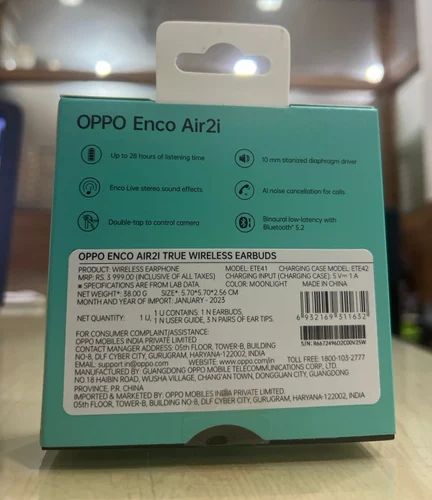 OPPO Enco Air2i
Up to 28 hours of listening time
10 mm titanized diaphragm driver
Enco Live stereo sound effects
AI noise cancellation for calls
Double-tap to control camera
Binaural low-latency with
Bluetooth® 5.2
OPPO ENCO AIR2I TRUE WIRELESS EARBUDS
PRODUCT: WIRELESS EARPHONE MODEL: ETE41 CHARGING CASE MODEL: ETE42
MRP: RS. 3 999.00 (INCLUSIVE OF ALL TAXES) CHARGING INPUT (CHARGING CASE): 5V⎓1 A
* SPECIFICATIONS ARE FROM LAB DATA. COLOR: MOONLIGHT MADE IN CHINA
NET WEIGHT*: 38.00 G SIZE*: 5.70*5.70*2.56 CM
MONTH AND YEAR OF IMPORT: JANUARY - 2023
NET QUANTITY: 1 U, 1 U CONTAINS: 1 N EARBUDS,
1 N USER GUIDE, 3 N PAIRS OF EAR TIPS.
6 932169 311632
S/N:
FOR CONSUMER COMPLAINT/ASSISTANCE:
OPPO MOBILES INDIA PRIVATE LIMITED
CONTACT MANAGER ADDRESS: 05th FLOOR, TOWER-B, BUILDING
NO-8, DLF CYBER CITY, GURUGRAM, HARYANA-122002, INDIA
EMAIL: support.in@oppo.com www.oppo.com/in TOLL FREE: 1800-103-2777
MANUFACTURED BY: GUANGDONG OPPO MOBILE TELECOMMUNICATIONS CORP. LTD.
NO.18 HAIBIN ROAD, WUSHA VILLAGE, CHANG'AN TOWN, DONGGUAN CITY, GUANGDONG
PROVINCE, P.R. CHINA
IMPORTED & MARKETED BY: OPPO MOBILES INDIA PRIVATE LIMITED.
05th FLOOR, TOWER-B, BUILDING NO-8, DLF CYBER CITY, GURUGRAM, HARYANA-122002, INDIA